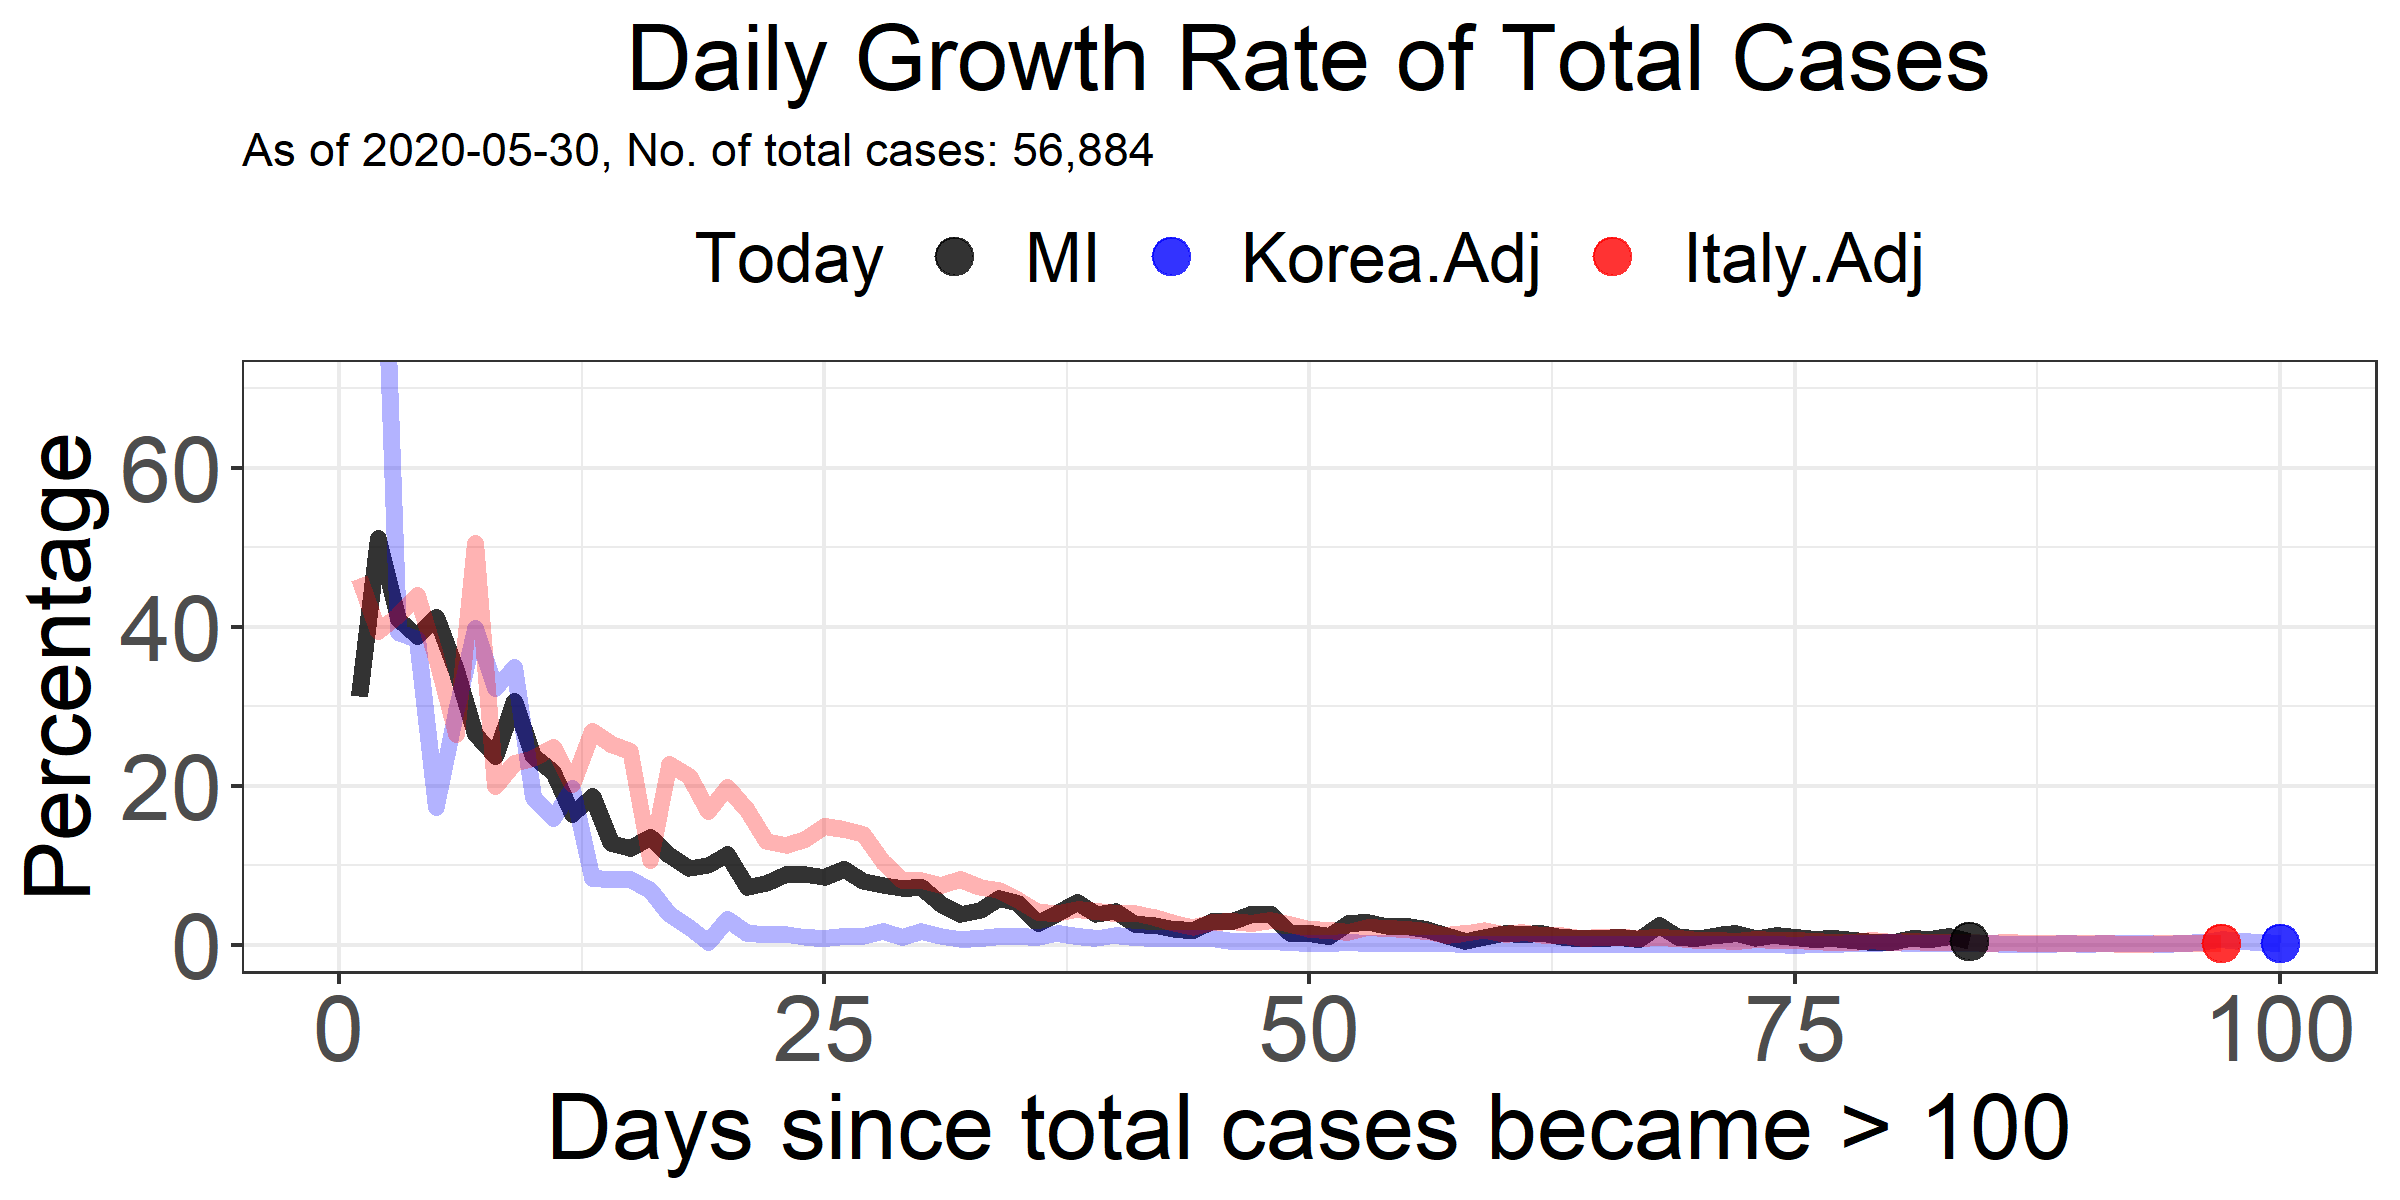 Daily Growth Rate of Total Cases
As of 2020-05-30, No. of total cases: 56,884
Today MI Korea.Adj Italy.Adj
Percentage
60
40
20
0
0 25 50 75 100
Days since total cases became > 100